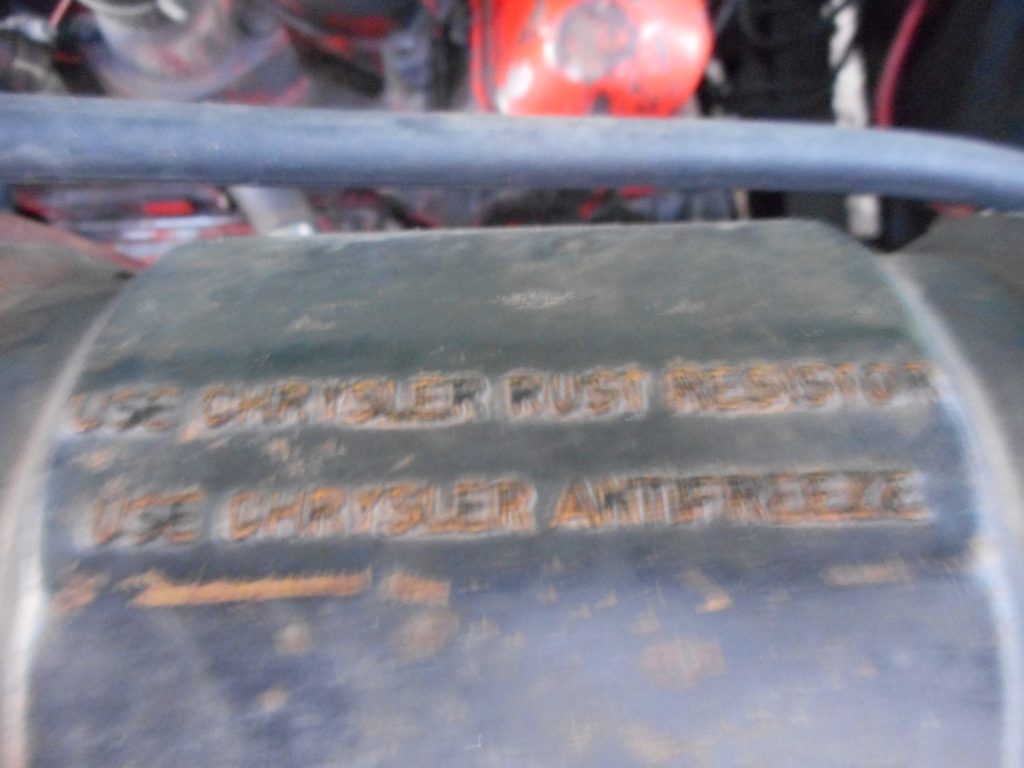 USE CHRYSLER RUST RESISTOR
USE CHRYSLER ANTIFREEZE